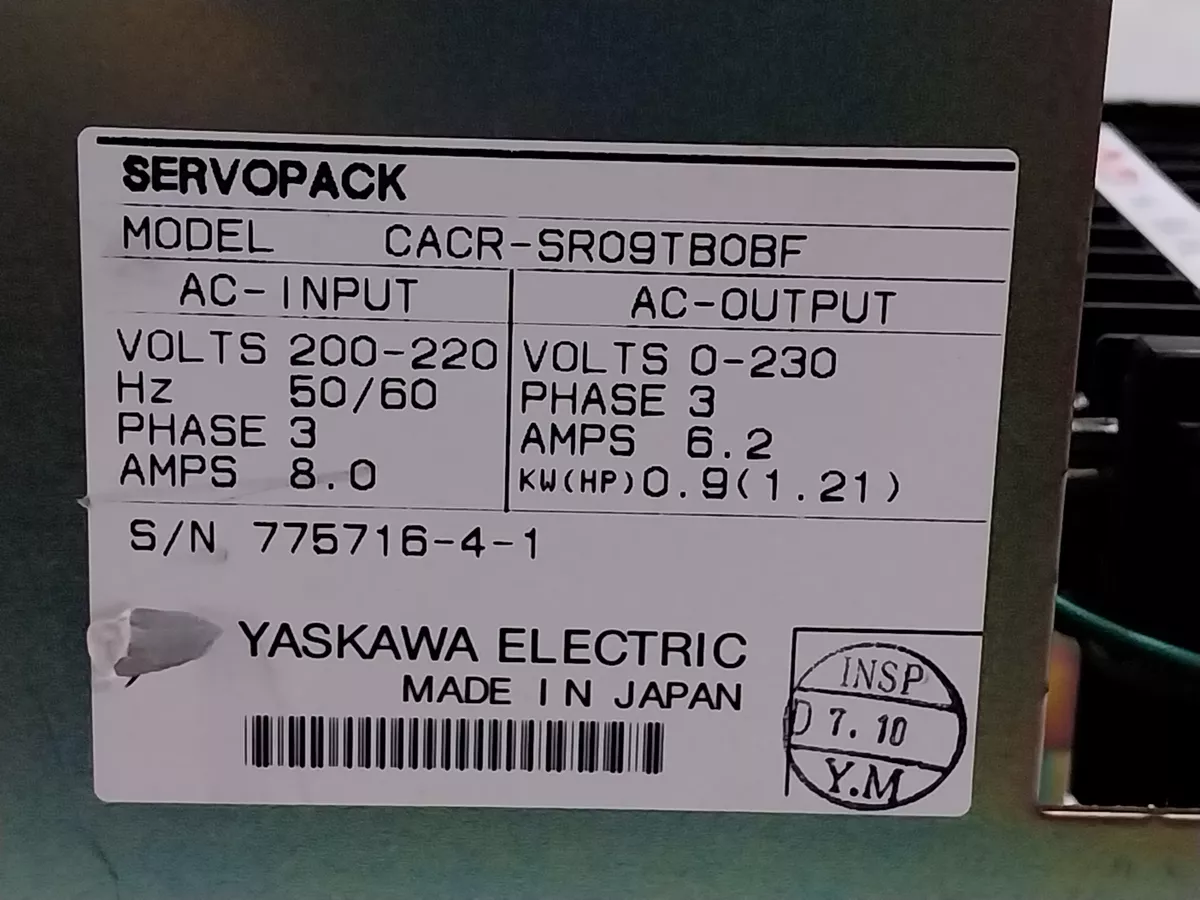 SERVOPACK
MODEL CACR-SR09TB0BF
AC-INPUT
VOLTS 200-220
Hz 50/60
PHASE 3
AMPS 8.0
AC-OUTPUT
VOLTS 0-230
PHASE 3
AMPS 6.2
KW(HP)0.9(1.21)
S/N 775716-4-1
YASKAWA ELECTRIC
MADE IN JAPAN
INSP
D 7.10
Y.M